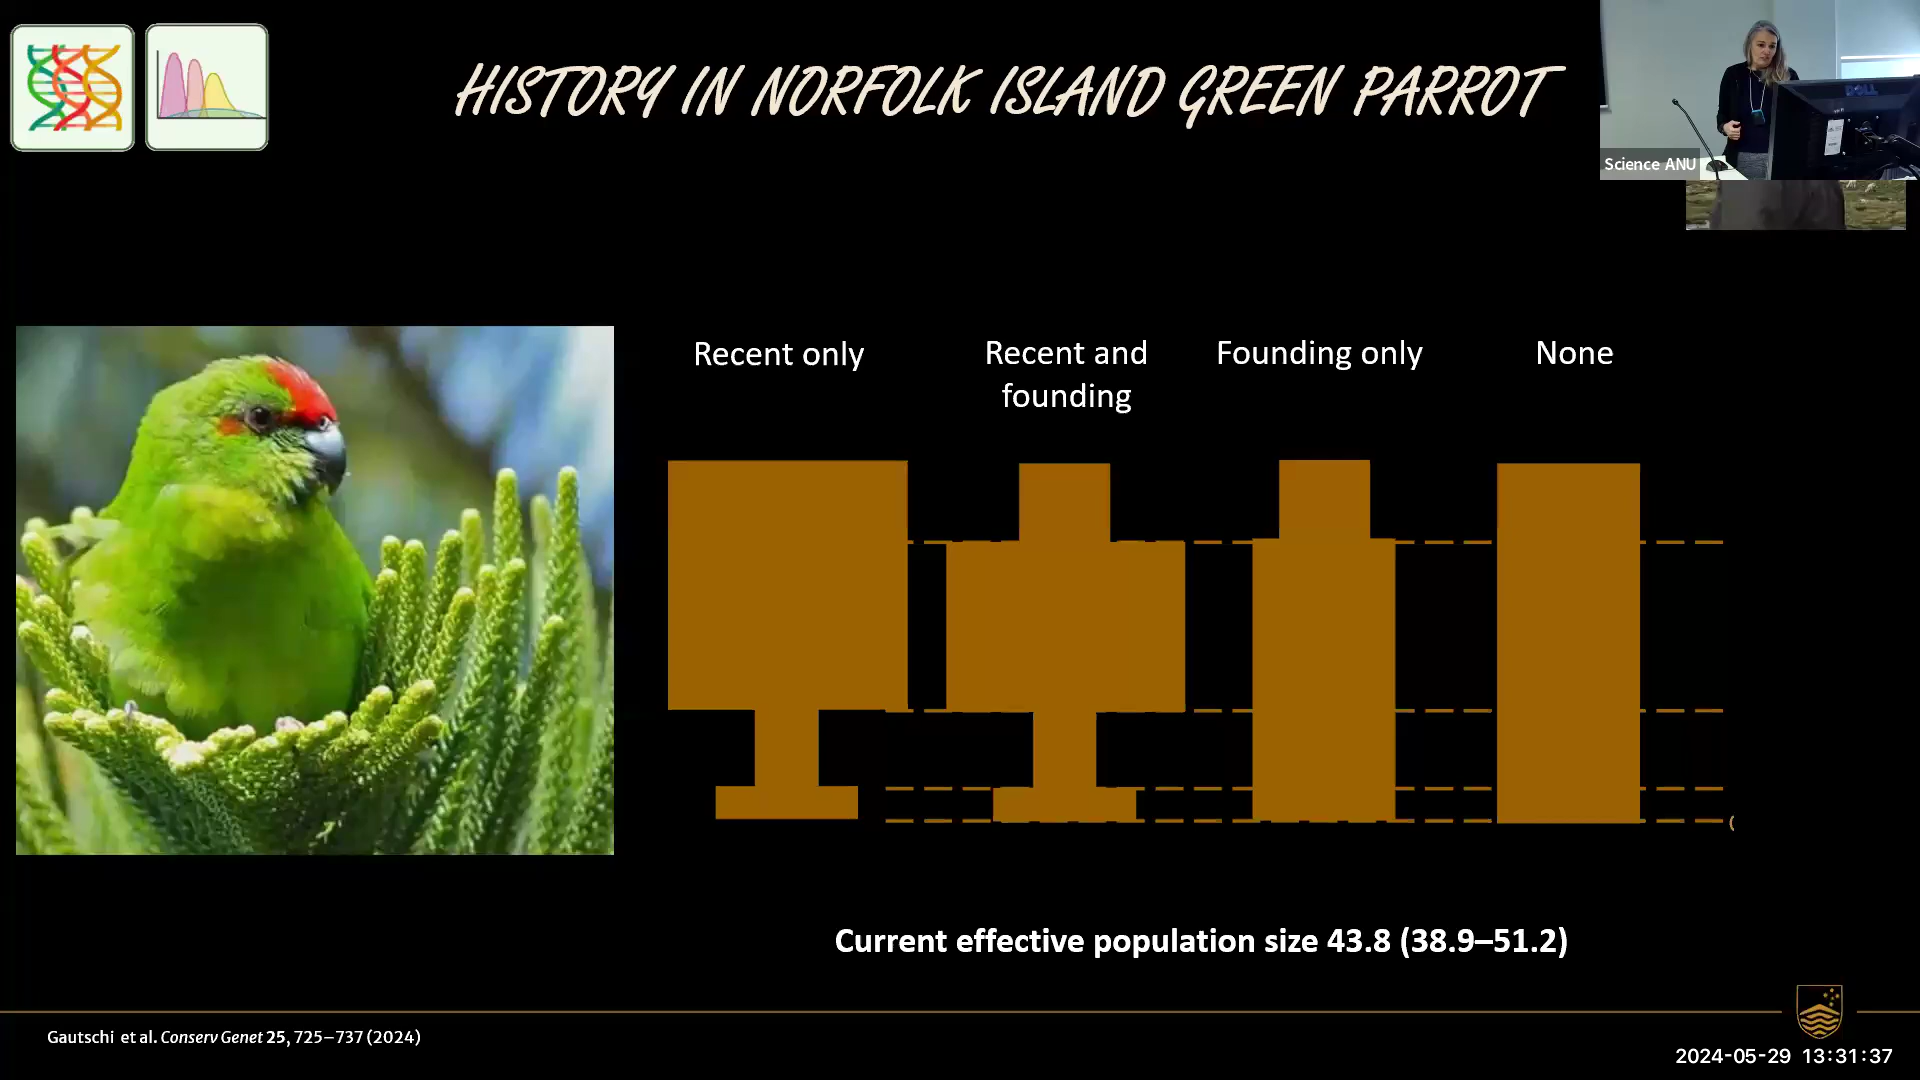 HISTORY IN NORFOLK ISLAND GREEN PARROT
DELL
Science ANU
Recent only
Recent and
founding
Founding only
None
(
Current effective population size 43.8 (38.9–51.2)
Gautschi et al. Conserv Genet 25, 725–737 (2024)
2024-05-29 13:31:37